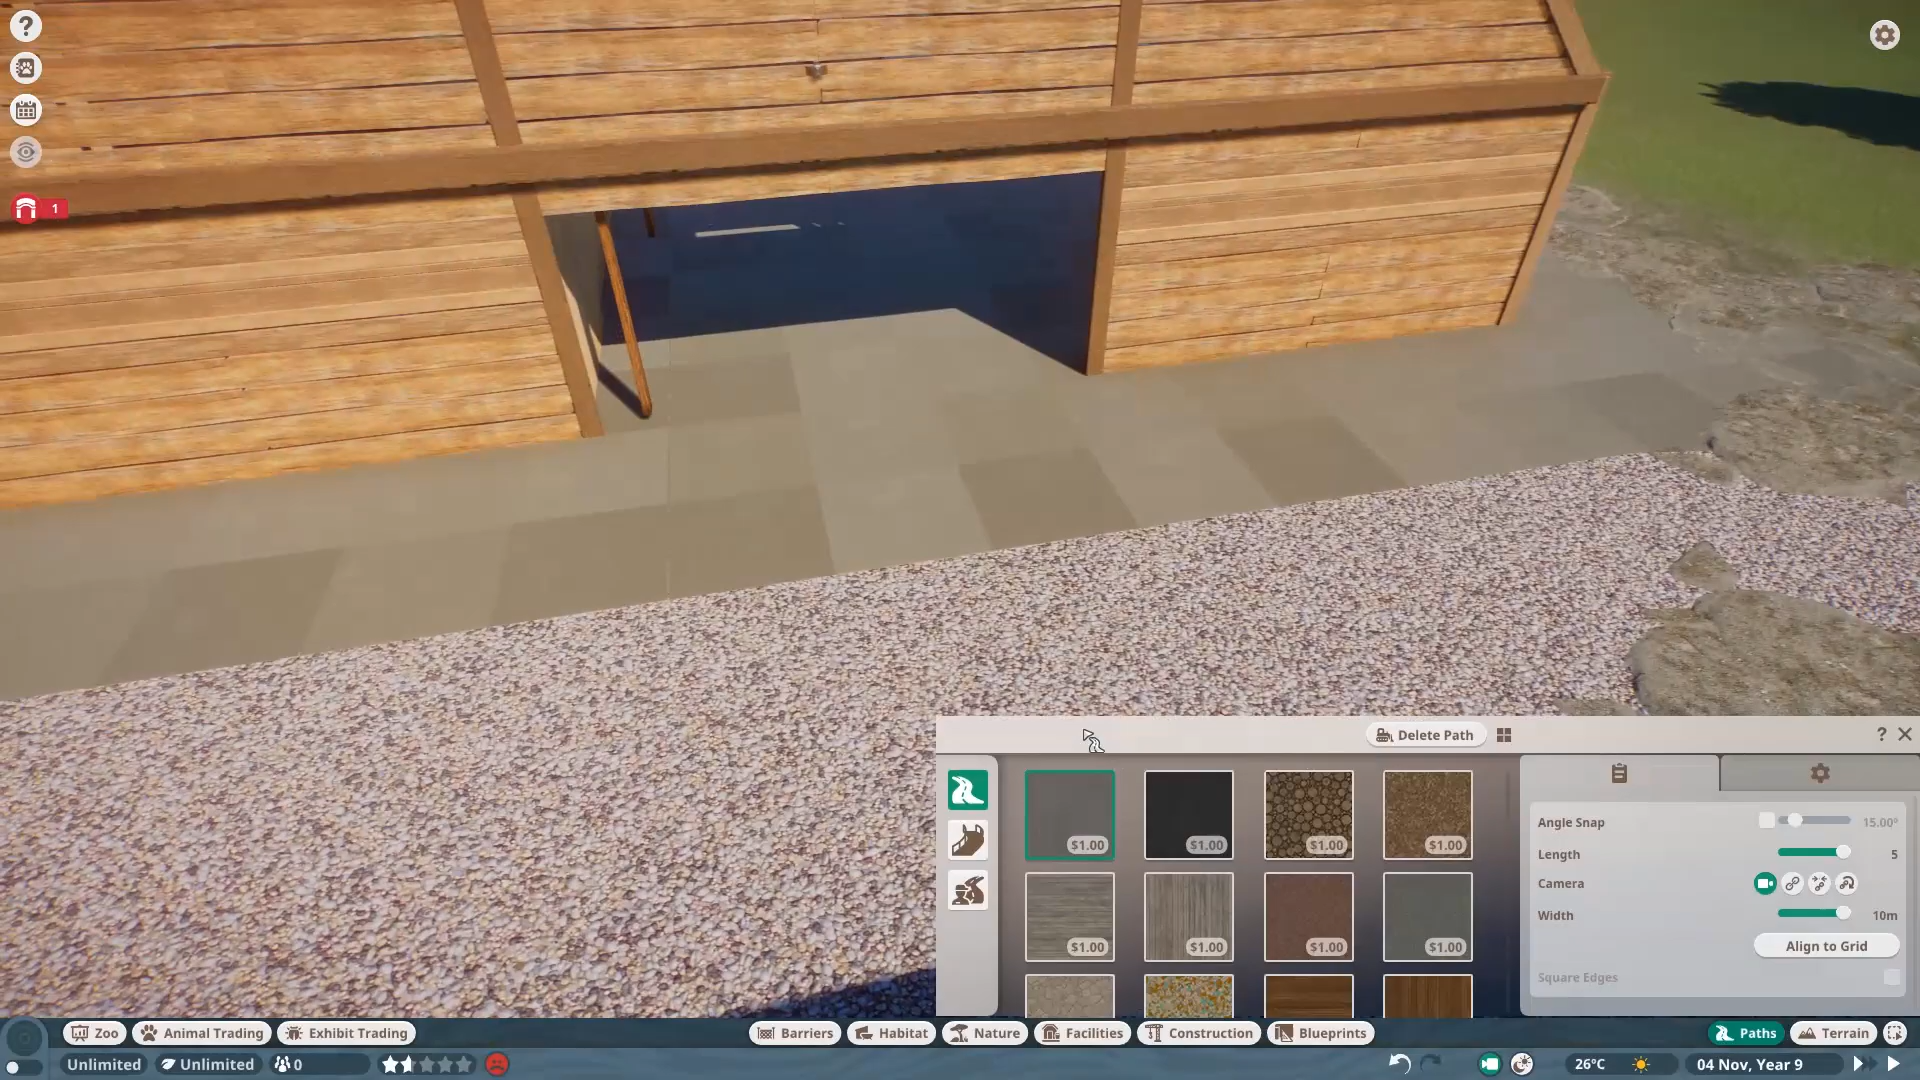 ?
1
Delete Path
?
$1.00 $1.00 $1.00 $1.00
$1.00 $1.00 $1.00 $1.00
Angle Snap 15.00°
Length 5
Camera
Width 10m
Align to Grid
Square Edges
Zoo Animal Trading Exhibit Trading Barriers Habitat Nature Facilities Construction Blueprints Paths Terrain
Unlimited Unlimited 0 26°C 04 Nov, Year 9